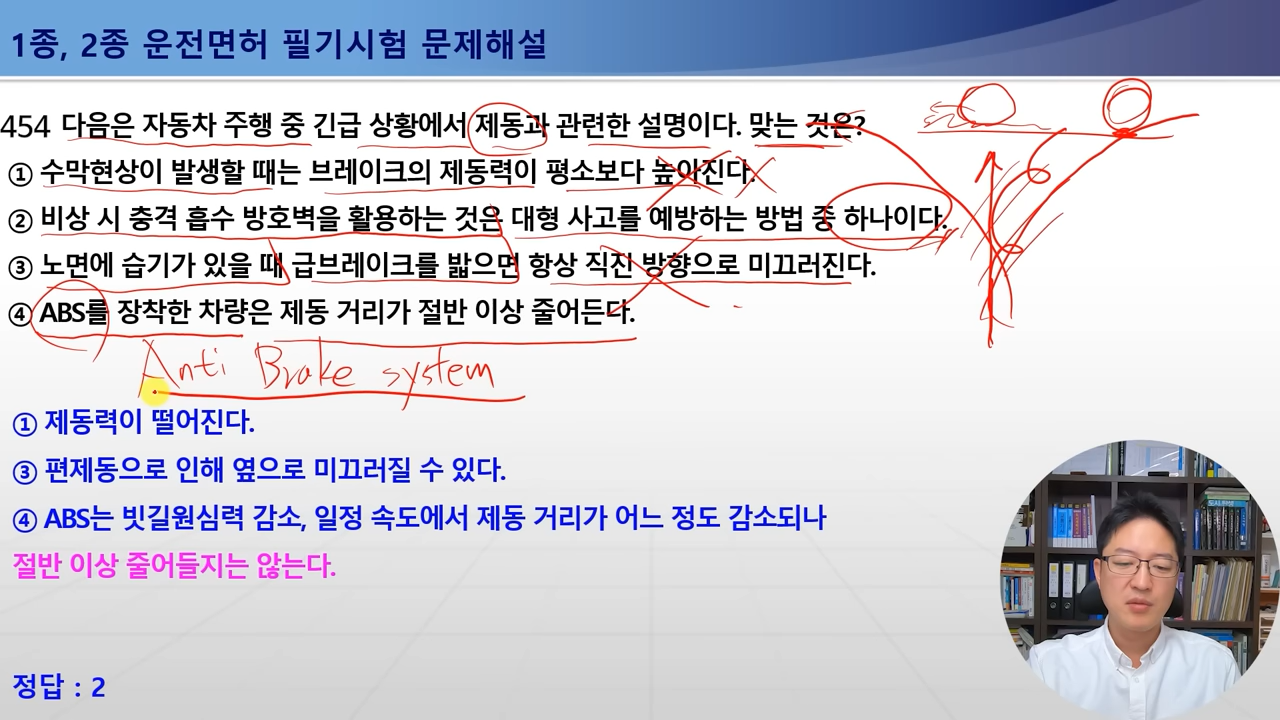 1종, 2종 운전면허 필기시험 문제해설
454 다음은 자동차 주행 중 긴급 상황에서 제동과 관련한 설명이다. 맞는 것은?
① 수막현상이 발생할 때는 브레이크의 제동력이 평소보다 높아진다.
② 비상 시 충격 흡수 방호벽을 활용하는 것은 대형 사고를 예방하는 방법 중 하나이다.
③ 노면에 습기가 있을 때 급브레이크를 밟으면 항상 직진 방향으로 미끄러진다.
④ ABS를 장착한 차량은 제동 거리가 절반 이상 줄어든다.
Anti Brake system
① 제동력이 떨어진다.
③ 편제동으로 인해 옆으로 미끄러질 수 있다.
④ ABS는 빗길원심력 감소, 일정 속도에서 제동 거리가 어느 정도 감소되나
절반 이상 줄어들지는 않는다.
정답 : 2